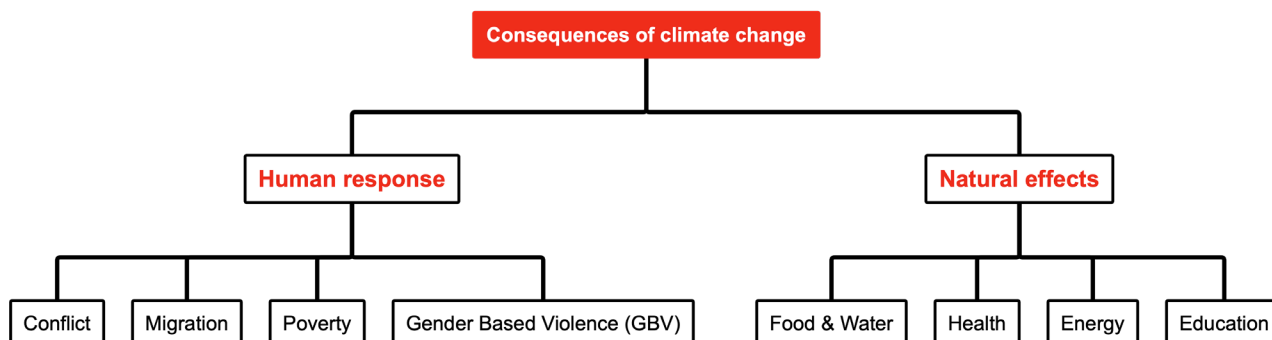 Consequences of climate change
Human response
Natural effects
Conflict
Migration
Poverty
Gender Based Violence (GBV)
Food & Water
Health
Energy
Education